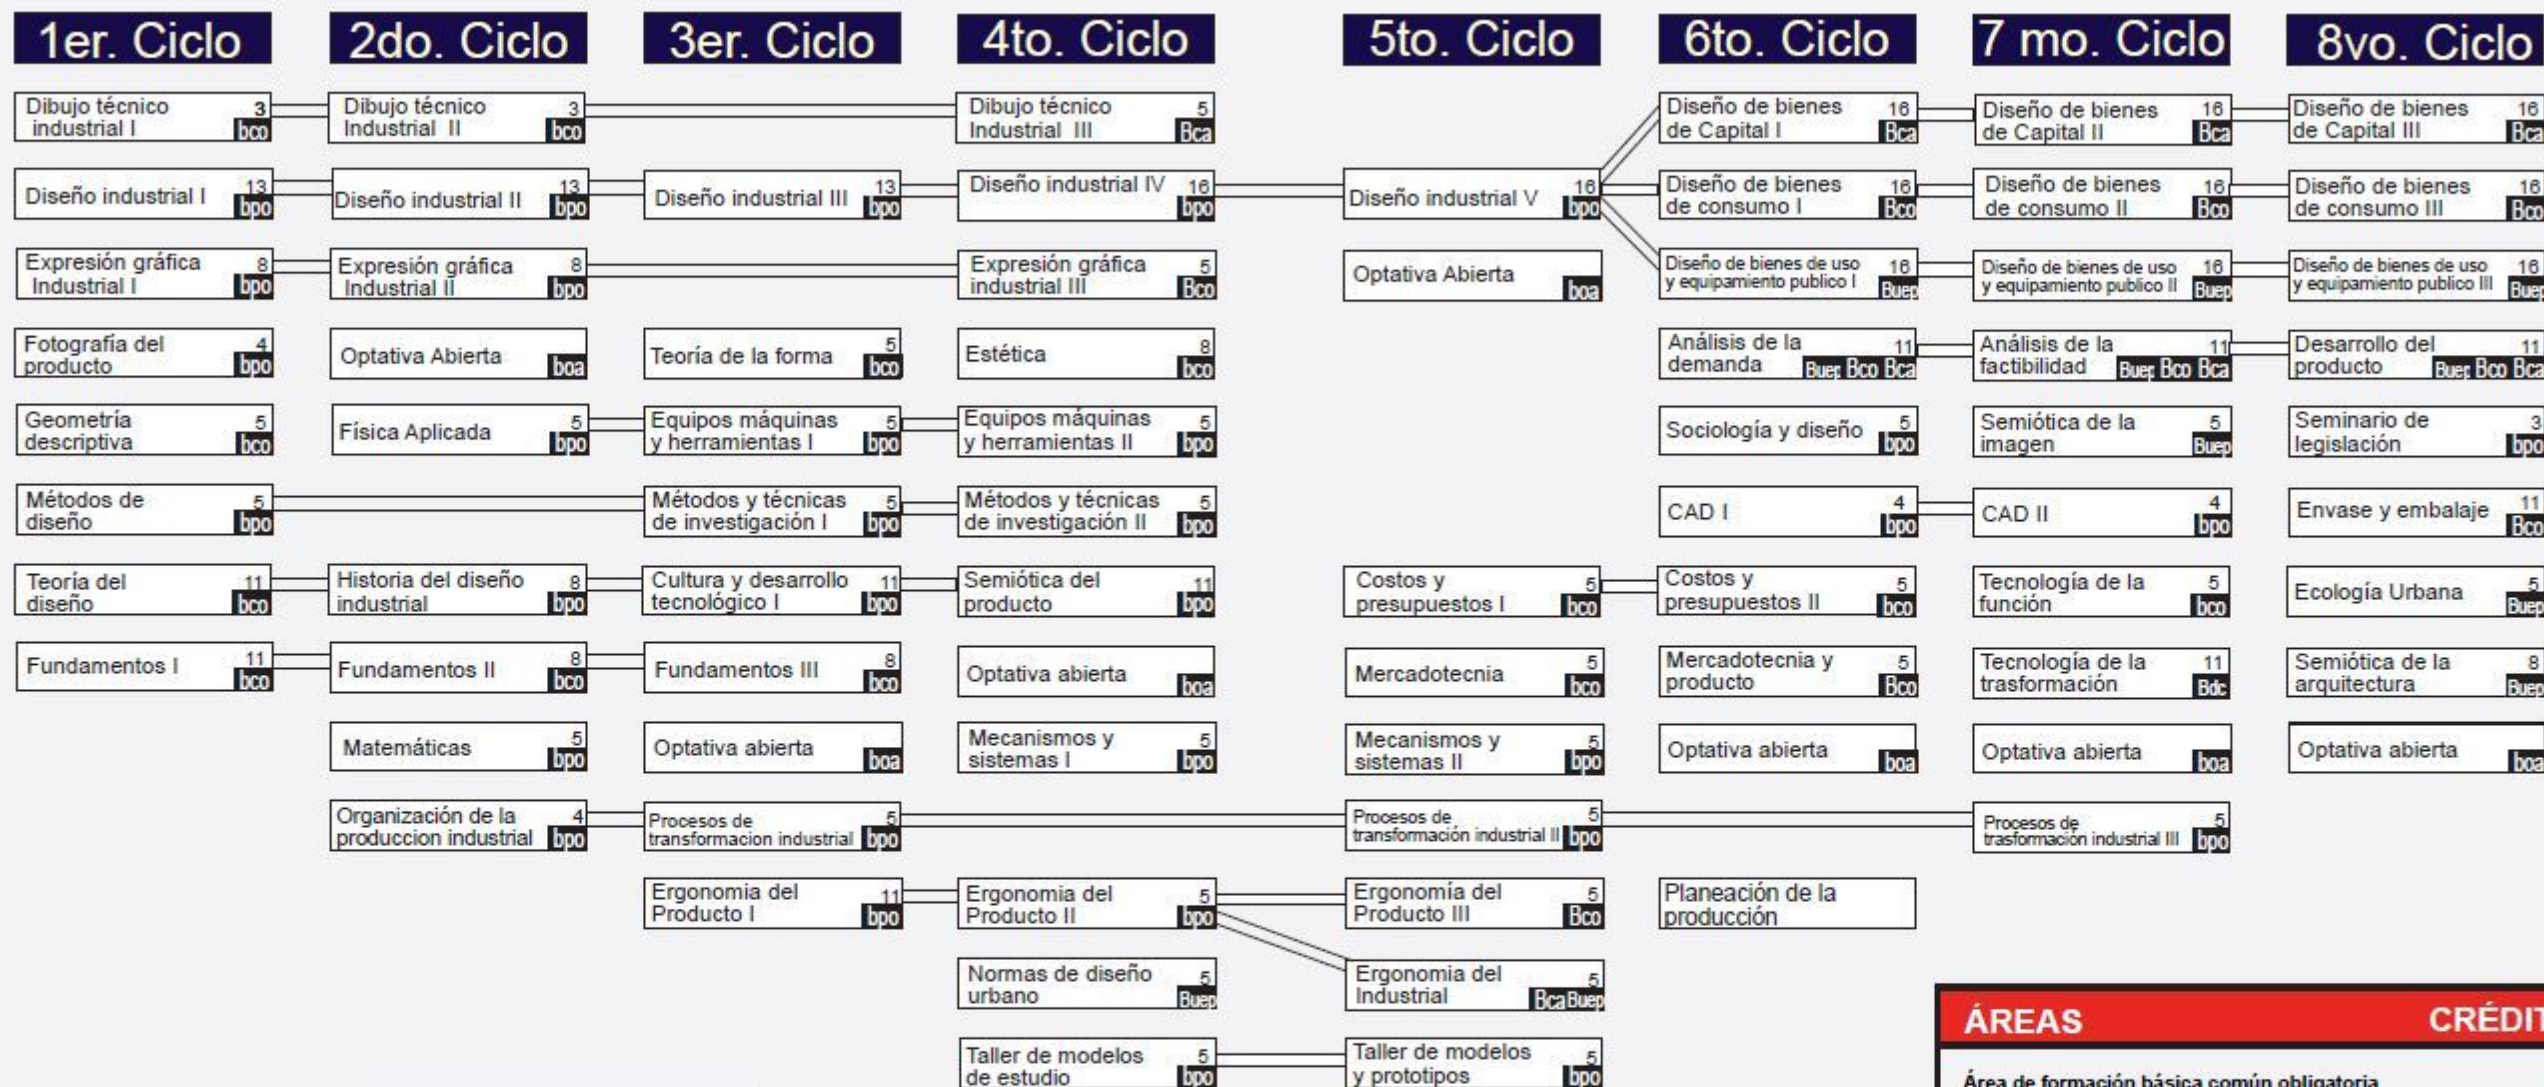 1er. Ciclo
Dibujo técnico 3
industrial I bco
Diseño industrial I 13
bpo
Expresión gráfica 8
Industrial I bpo
Fotografía del 4
producto bpo
Geometría 5
descriptiva bco
Métodos de 5
diseño bpo
Teoría del 11
diseño bco
Fundamentos I 11
bco
2do. Ciclo
Dibujo técnico 3
Industrial II bco
Diseño industrial II 13
bpo
Expresión gráfica 8
Industrial II bpo
Optativa Abierta boa
Física Aplicada 5
bpo
Historia del diseño 8
industrial bpo
Fundamentos II 8
bco
Matemáticas 5
bpo
Organización de la 4
produccion industrial bpo
3er. Ciclo
Diseño industrial III 13
bpo
Teoría de la forma 5
bco
Equipos máquinas 5
y herramientas I bpo
Métodos y técnicas 5
de investigación I bpo
Cultura y desarrollo 11
tecnológico I bpo
Fundamentos III 8
bco
Optativa abierta boa
Procesos de 5
transformacion industrial bpo
Ergonomia del 11
Producto I bpo
4to. Ciclo
Dibujo técnico 5
Industrial III Bca
Diseño industrial IV 16
bpo
Expresión gráfica 5
industrial III Bco
Estética 8
bco
Equipos máquinas 5
y herramientas II bpo
Métodos y técnicas 5
de investigación II bpo
Semiótica del 11
producto bpo
Optativa abierta boa
Mecanismos y 5
sistemas I bpo
Ergonomia del 5
Producto II bpo
Normas de diseño 5
urbano Buep
Taller de modelos 5
de estudio bpo
5to. Ciclo
Diseño industrial V 16
bpo
Optativa Abierta boa
Costos y 5
presupuestos I bco
Mercadotecnia 5
bco
Mecanismos y 5
sistemas II bpo
Procesos de 5
transformación industrial II bpo
Ergonomía del 5
Producto III Bco
Ergonomia del 5
Industrial Bca Buep
Taller de modelos 5
y prototipos bpo
6to. Ciclo
Diseño de bienes 16
de Capital I Bca
Diseño de bienes 16
de consumo I Bco
Diseño de bienes de uso 16
y equipamiento publico I Buep
Análisis de la 11
demanda Buep Bco Bca
Sociología y diseño 5
bpo
CAD I 4
bpo
Costos y 5
presupuestos II bco
Mercadotecnia y 5
producto Bco
Optativa abierta boa
Planeación de la
producción
7 mo. Ciclo
Diseño de bienes 16
de Capital II Bca
Diseño de bienes 16
de consumo II Bco
Diseño de bienes de uso 16
y equipamiento publico II Buep
Análisis de la 11
factibilidad Buep Bco Bca
Semiótica de la 5
imagen Buep
CAD II 4
bpo
Tecnología de la 5
función bco
Tecnología de la 11
trasformación Bdc
Optativa abierta boa
Procesos de 5
trasformación industrial III bpo
8vo. Ciclo
Diseño de bienes 16
de Capital III Bca
Diseño de bienes 16
de consumo III Bco
Diseño de bienes de uso 16
y equipamiento publico III Buep
Desarrollo del 11
producto Buep Bco Bca
Seminario de 3
legislación bpo
Envase y embalaje 11
Bco
Ecología Urbana 5
Buep
Semiótica de la 8
arquitectura Buep
Optativa abierta boa
ÁREAS CRÉDIT
Área de formación básica común obligatoria